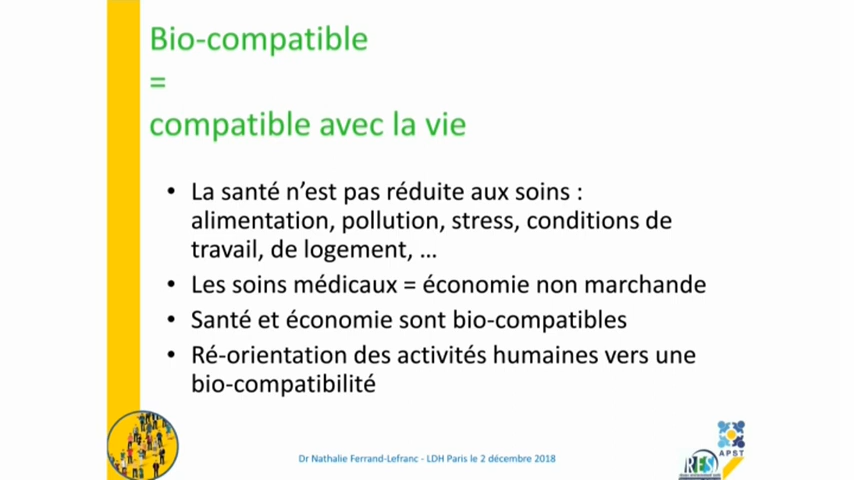 Bio-compatible
=
compatible avec la vie
• La santé n’est pas réduite aux soins :
alimentation, pollution, stress, conditions de
travail, de logement, …
• Les soins médicaux = économie non marchande
• Santé et économie sont bio-compatibles
• Ré-orientation des activités humaines vers une
bio-compatibilité
Dr Nathalie Ferrand-Lefranc - LDH Paris le 2 décembre 2018
APST
RES